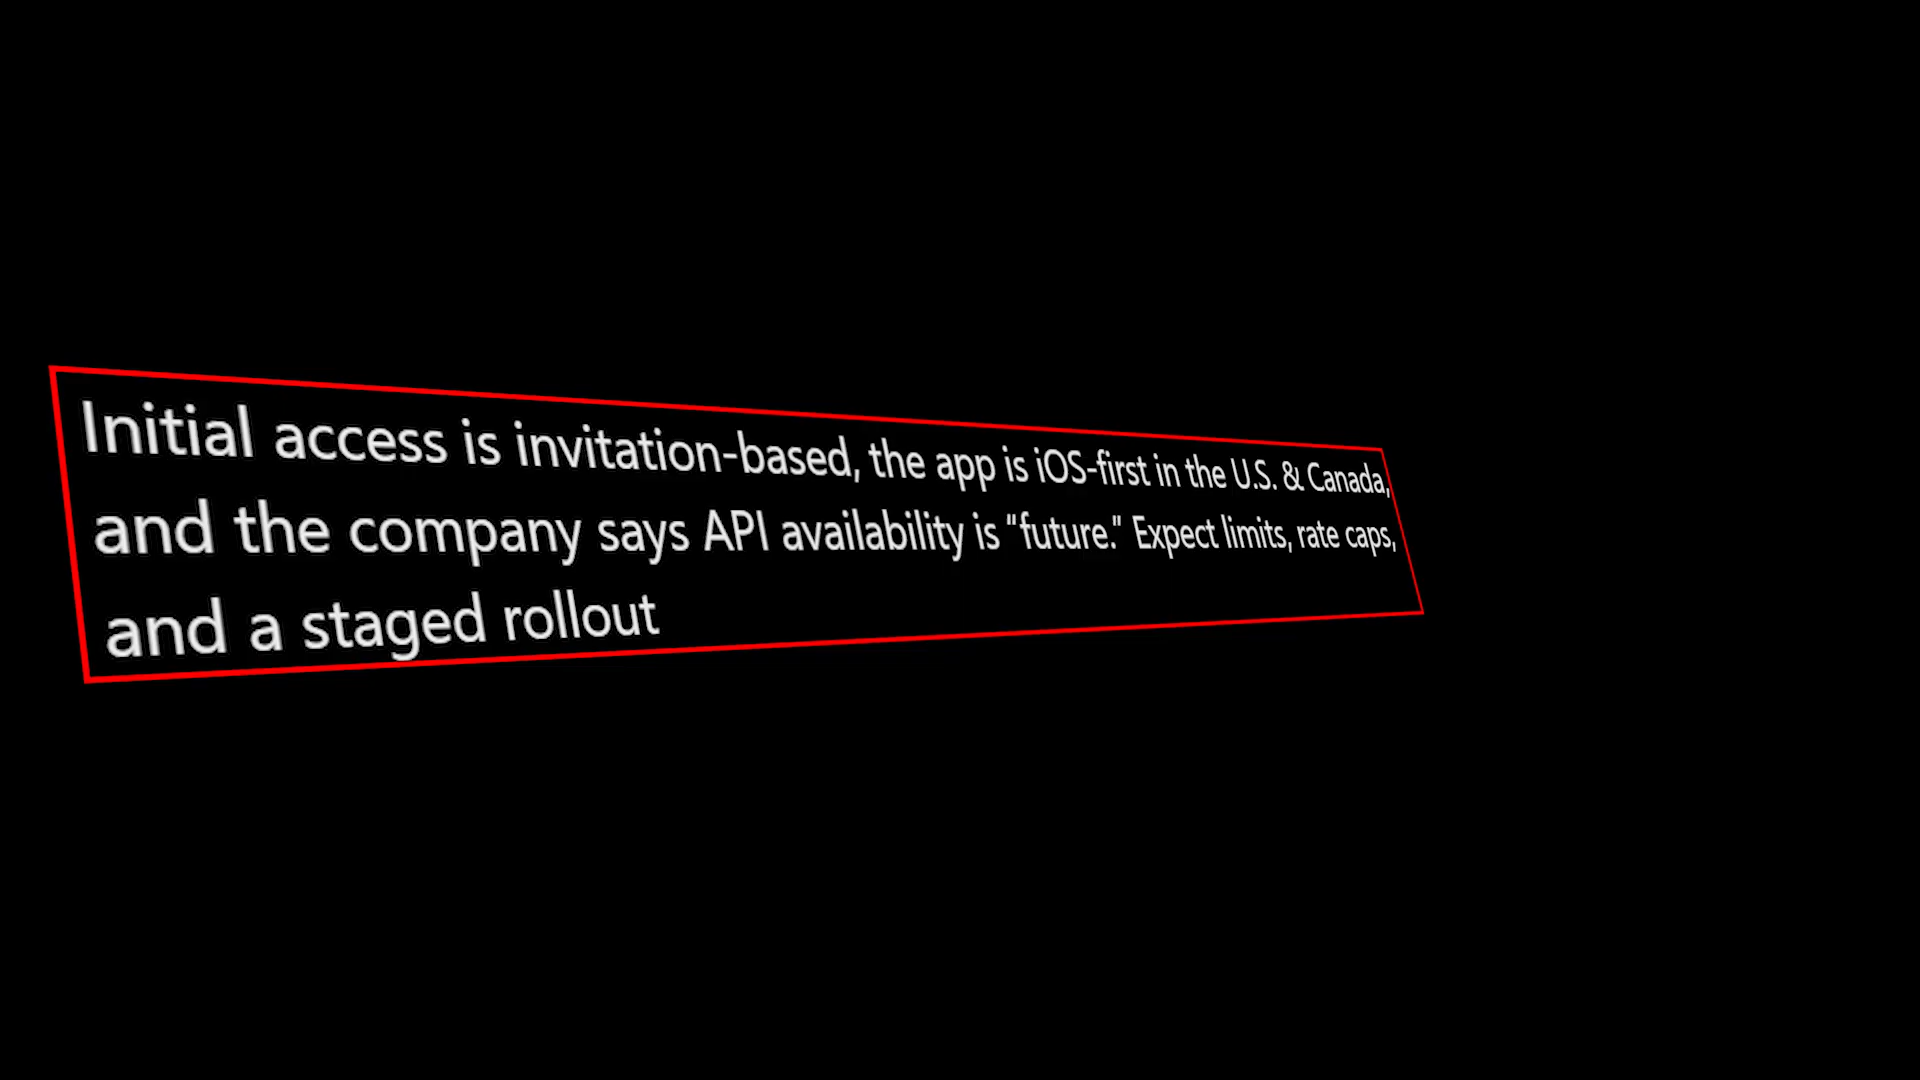 Initial access is invitation-based, the app is iOS-first in the U.S. & Canada,
and the company says API availability is “future.” Expect limits, rate caps,
and a staged rollout